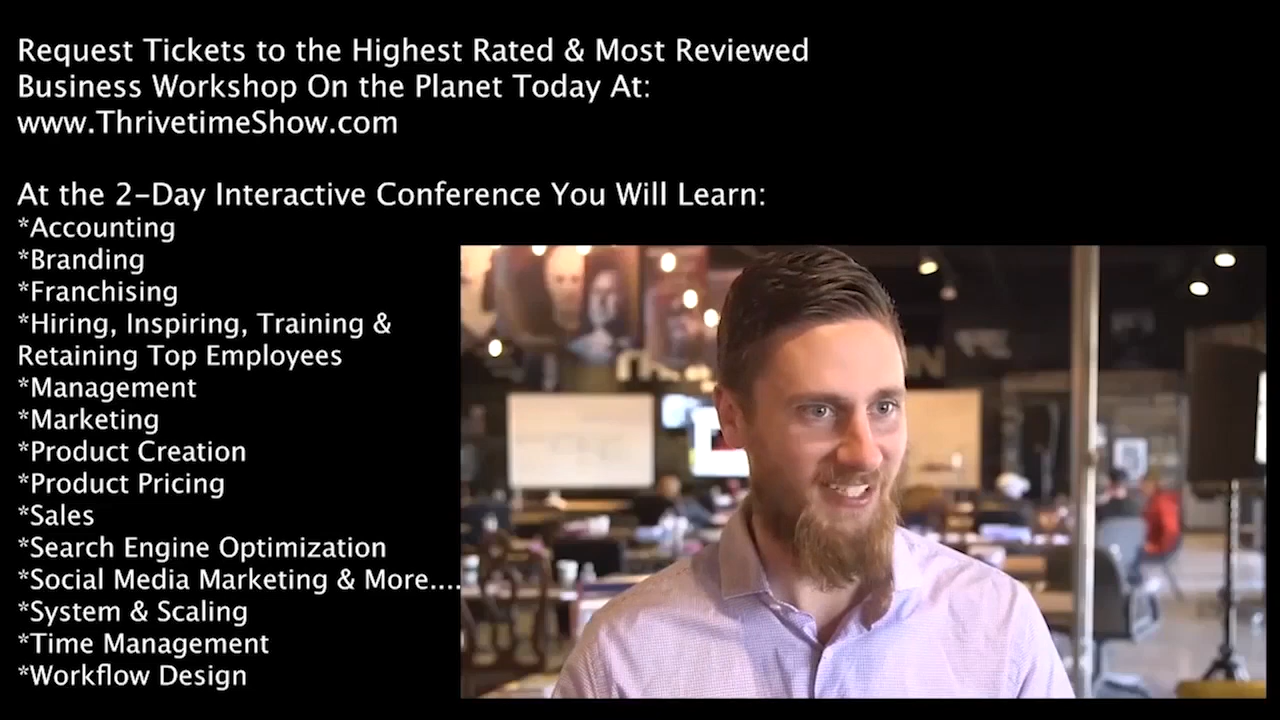 Request Tickets to the Highest Rated & Most Reviewed
Business Workshop On the Planet Today At:
www.ThrivetimeShow.com
At the 2-Day Interactive Conference You Will Learn:
*Accounting
*Branding
*Franchising
*Hiring, Inspiring, Training &
Retaining Top Employees
*Management
*Marketing
*Product Creation
*Product Pricing
*Sales
*Search Engine Optimization
*Social Media Marketing & More....
*System & Scaling
*Time Management
*Workflow Design